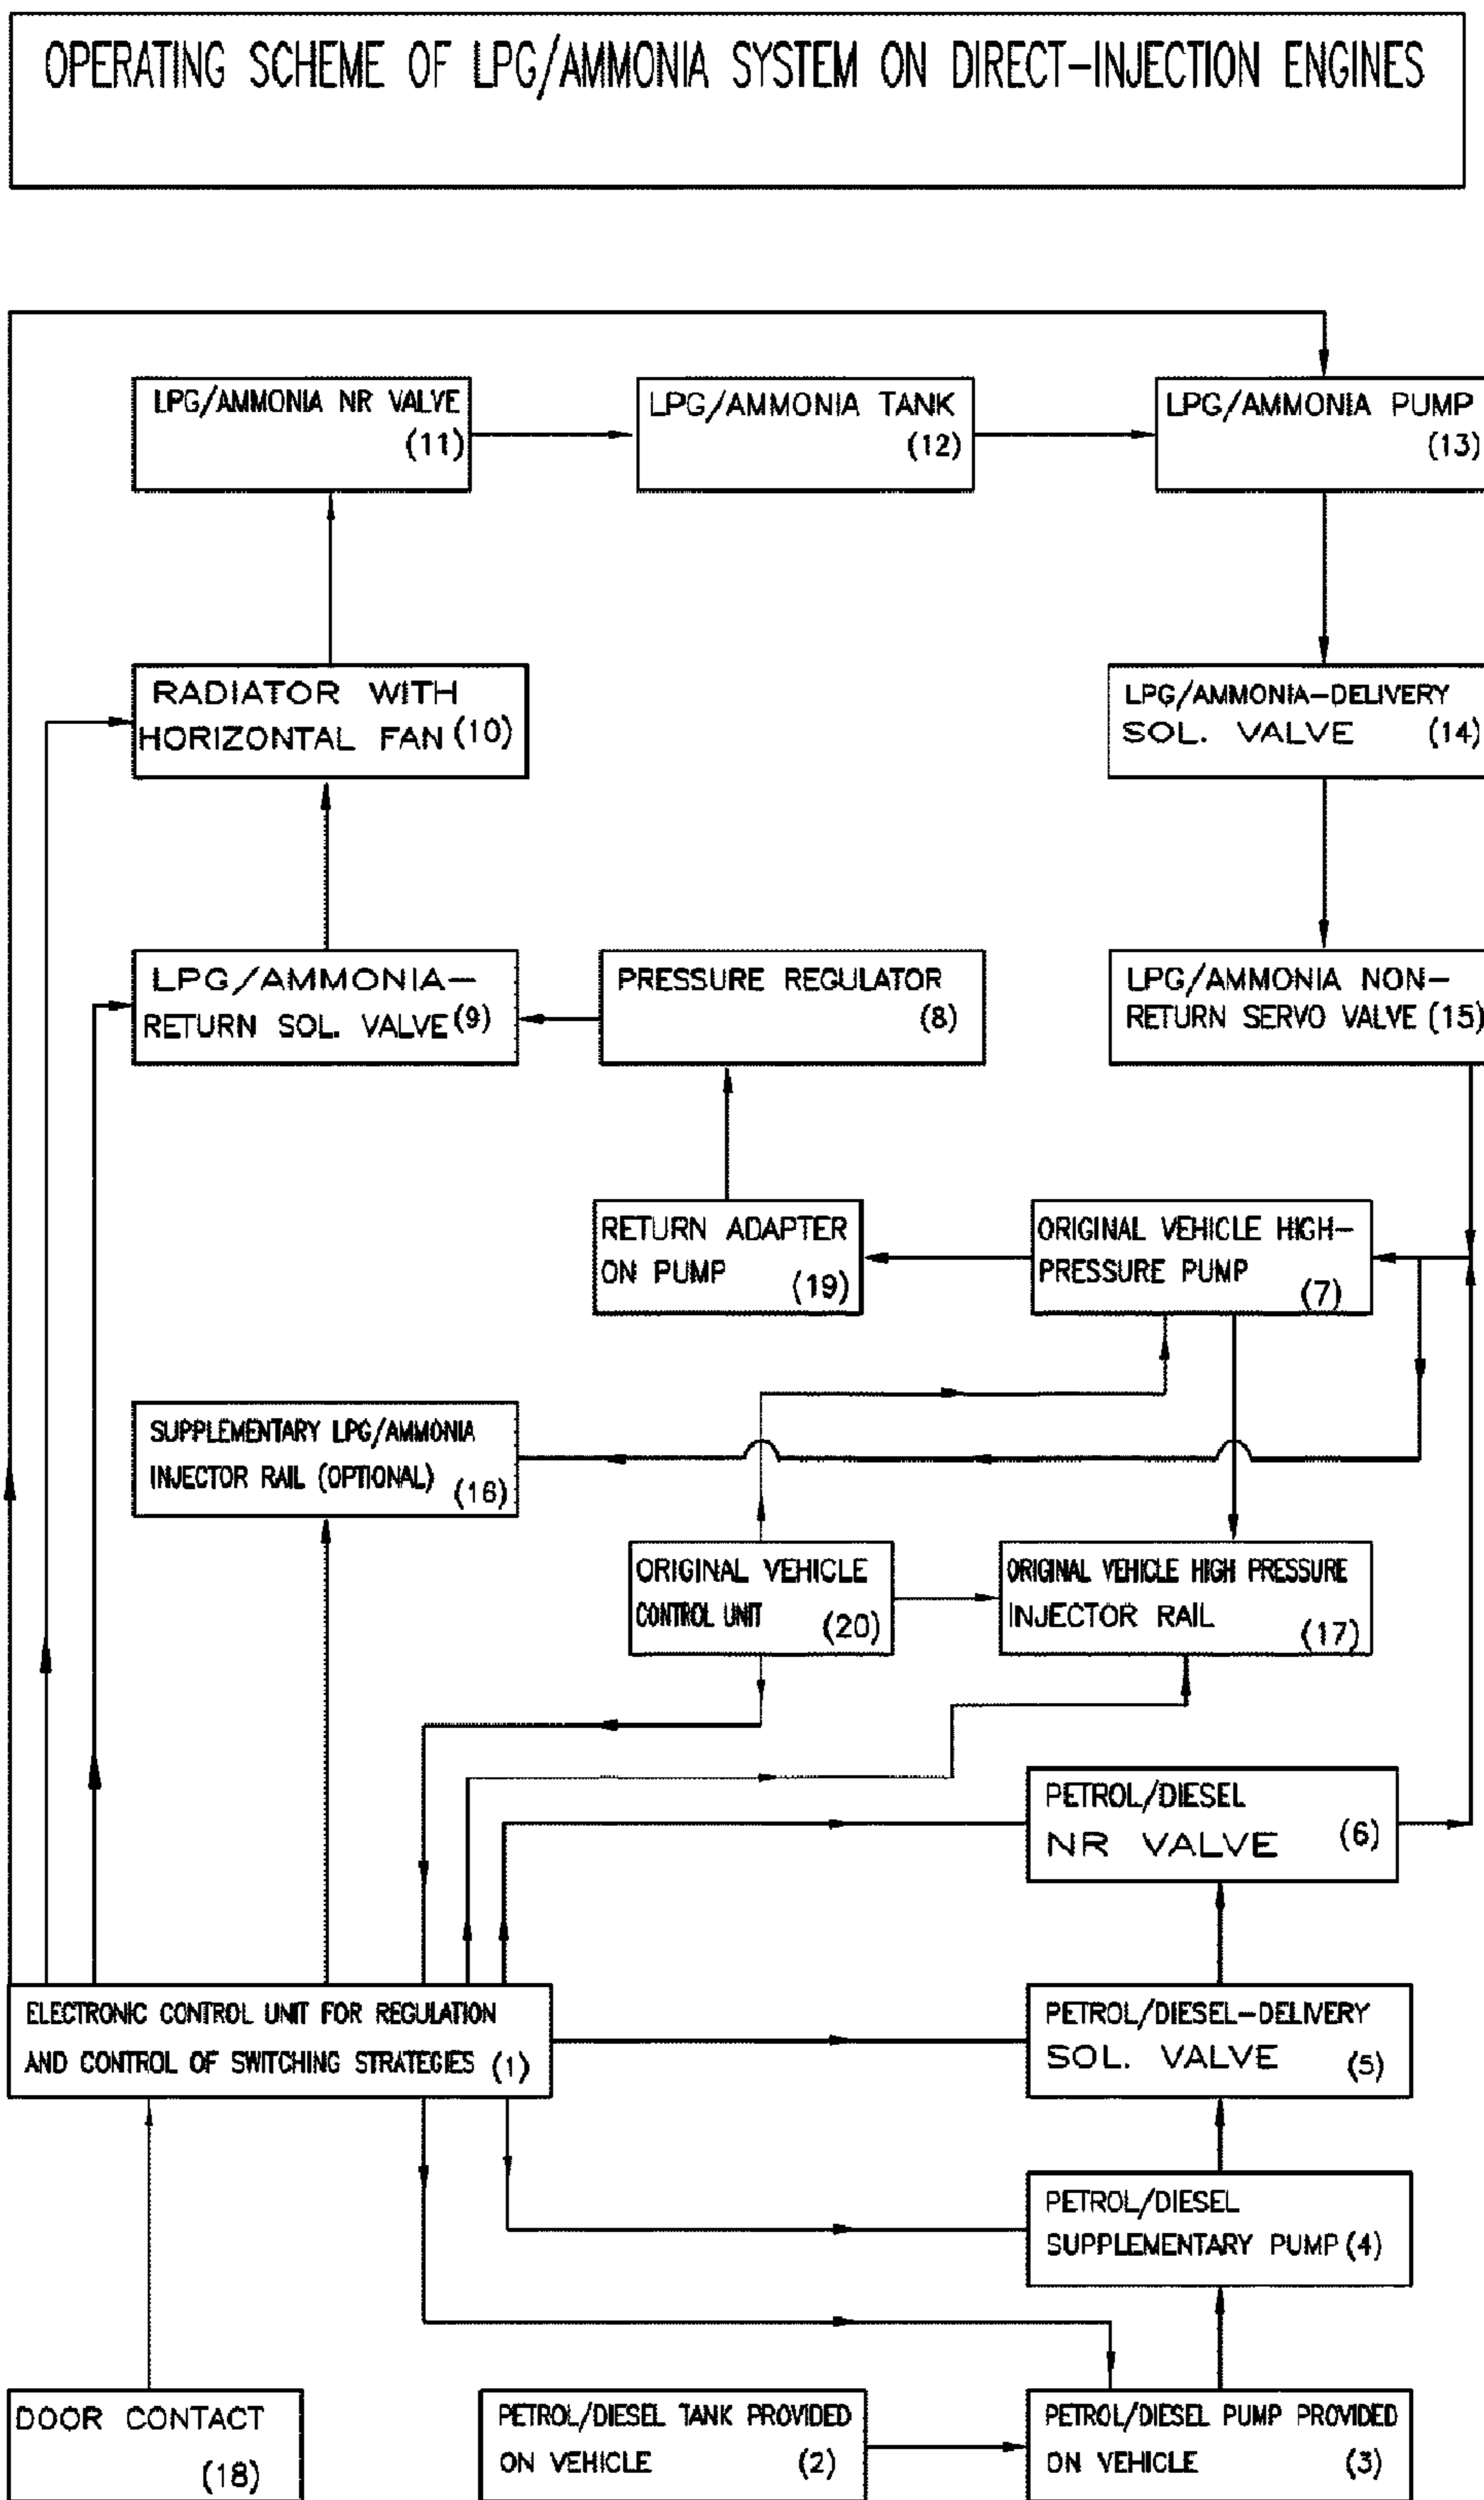 OPERATING SCHEME OF LPG/AMMONIA SYSTEM ON DIRECT-INJECTION ENGINES
LPG/AMMONIA NR VALVE
(11)
LPG/AMMONIA TANK
(12)
LPG/AMMONIA PUMP
(13)
RADIATOR WITH
HORIZONTAL FAN (10)
LPG/AMMONIA-DELIVERY
SOL. VALVE (14)
LPG/AMMONIA-
RETURN SOL. VALVE (9)
PRESSURE REGULATOR
(8)
LPG/AMMONIA NON-
RETURN SERVO VALVE (15)
RETURN ADAPTER
ON PUMP (19)
ORIGINAL VEHICLE HIGH-
PRESSURE PUMP (7)
SUPPLEMENTARY LPG/AMMONIA
INJECTOR RAIL (OPTIONAL) (16)
ORIGINAL VEHICLE
CONTROL UNIT (20)
ORIGINAL VEHICLE HIGH PRESSURE
INJECTOR RAIL (17)
PETROL/DIESEL
NR VALVE (6)
ELECTRONIC CONTROL UNIT FOR REGULATION
AND CONTROL OF SWITCHING STRATEGIES (1)
PETROL/DIESEL-DELIVERY
SOL. VALVE (5)
PETROL/DIESEL
SUPPLEMENTARY PUMP (4)
DOOR CONTACT
(18)
PETROL/DIESEL TANK PROVIDED
ON VEHICLE (2)
PETROL/DIESEL PUMP PROVIDED
ON VEHICLE (3)